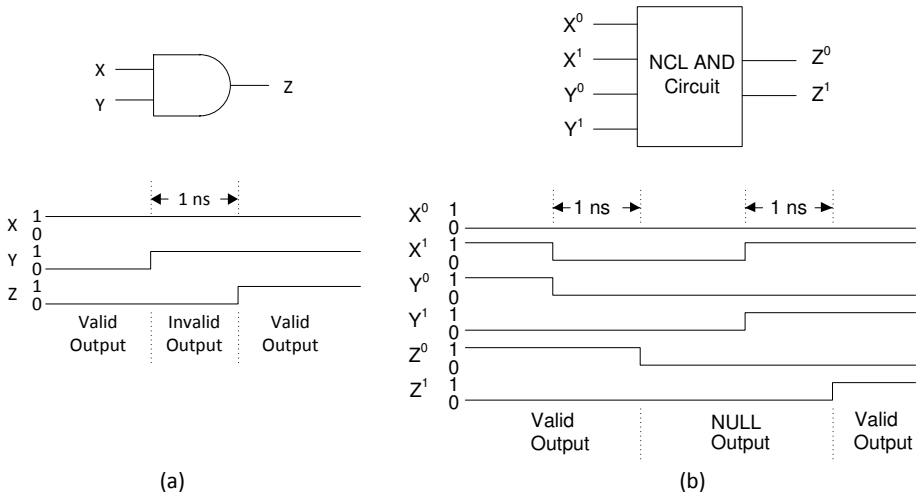 X
Y
Z
1 ns
X 1
0
Y 1
0
Z 1
0
Valid Output
Invalid Output
Valid Output
(a)
X⁰
X¹
Y⁰
Y¹
NCL AND
Circuit
Z⁰
Z¹
1 ns
1 ns
X⁰ 1
0
X¹ 1
0
Y⁰ 1
0
Y¹ 1
0
Z⁰ 1
0
Z¹ 1
0
Valid Output
NULL Output
Valid Output
(b)